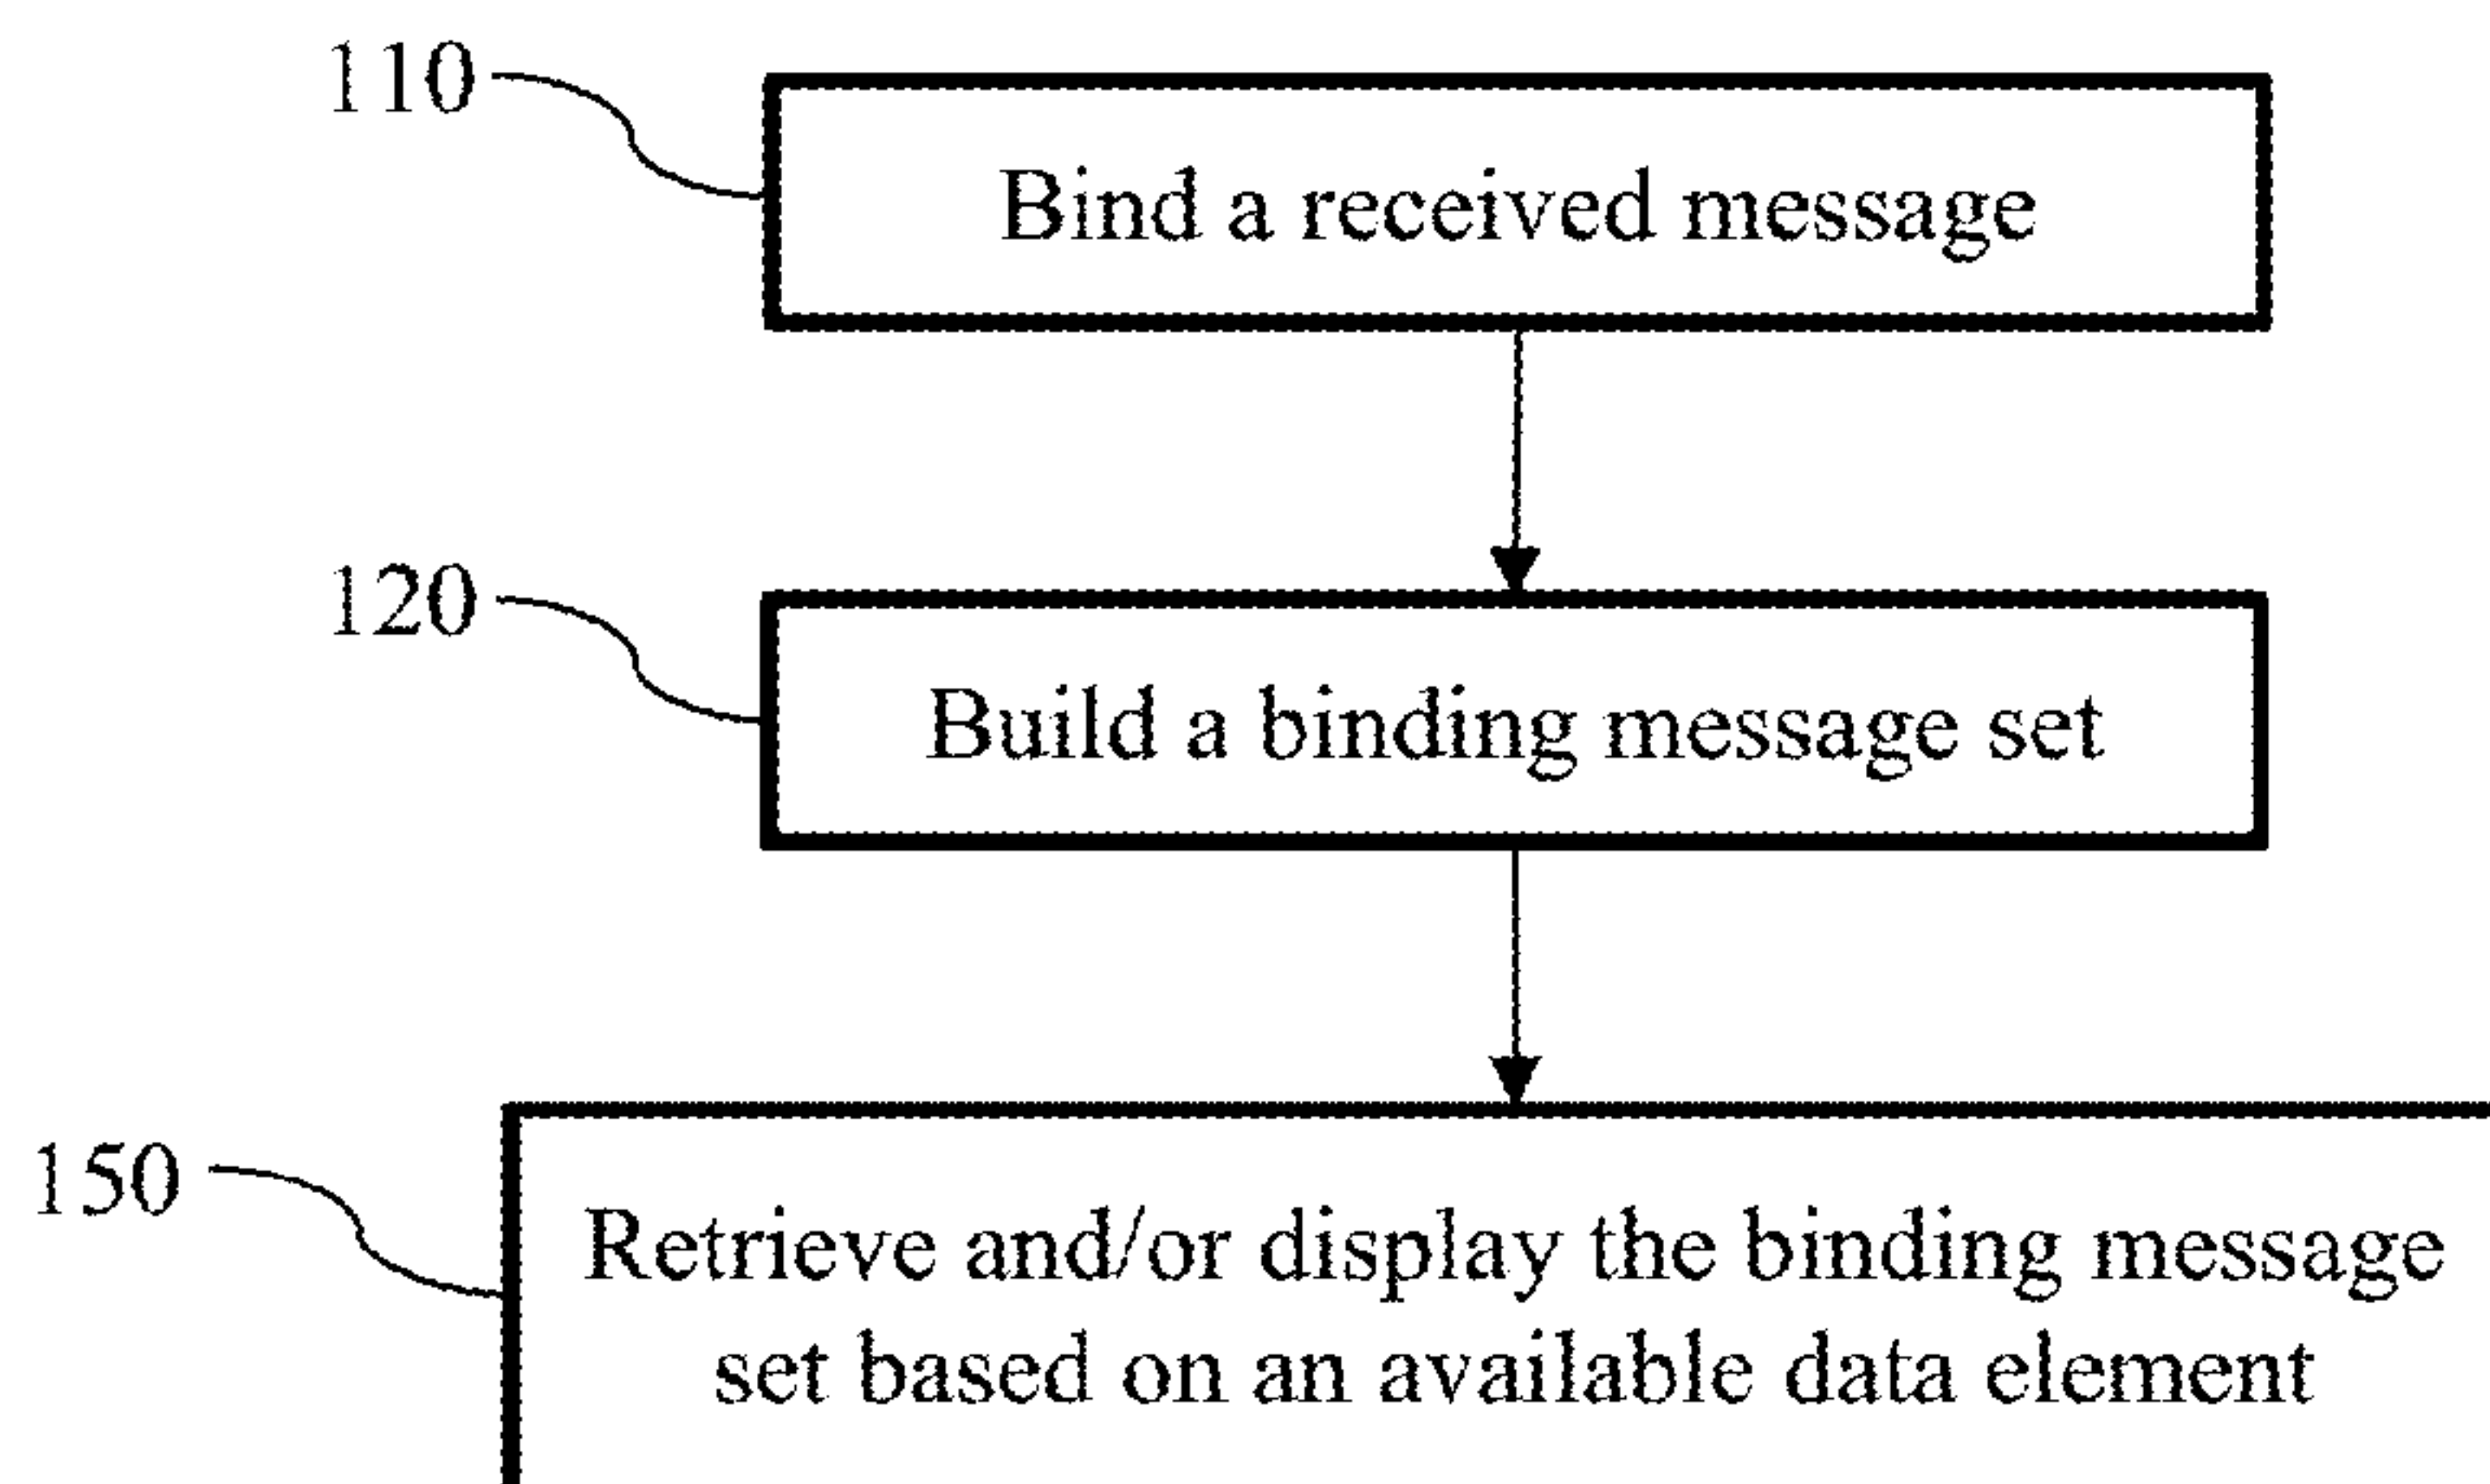 110
Bind a received message
120
Build a binding message set
150
Retrieve and/or display the binding message
set based on an available data element